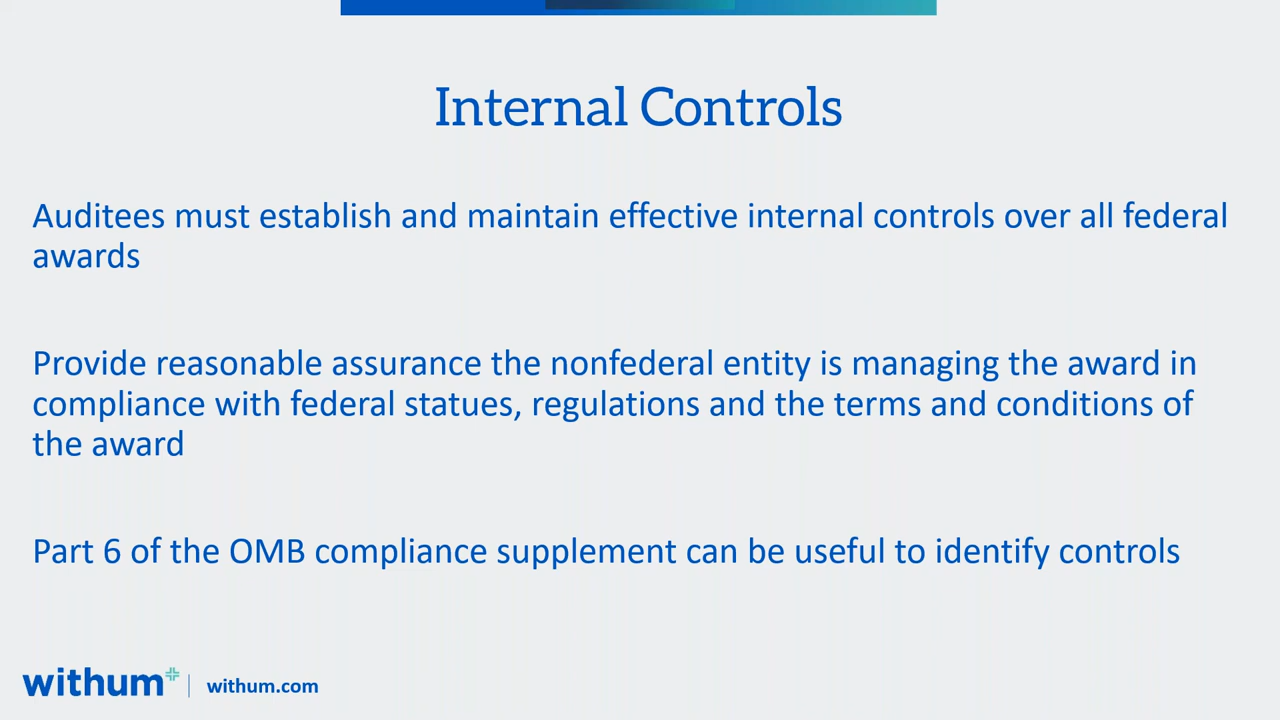 Internal Controls
Auditees must establish and maintain effective internal controls over all federal
awards
Provide reasonable assurance the nonfederal entity is managing the award in
compliance with federal statues, regulations and the terms and conditions of
the award
Part 6 of the OMB compliance supplement can be useful to identify controls
withum+ | withum.com